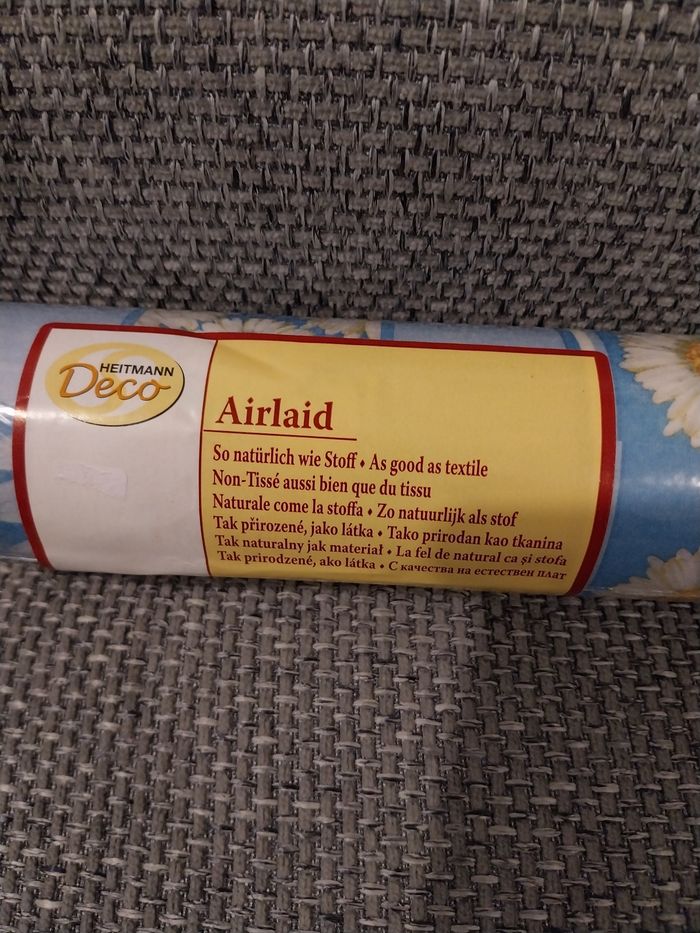 HEITMANN
Deco
Airlaid
So natürlich wie Stoff • As good as textile
Non-Tissé aussi bien que du tissu
Naturale come la stoffa • Zo natuurlijk als stof
Tak přirozené, jako látka • Tako prirodan kao tkanina
Tak naturalny jak materiał • La fel de natural ca și stofa
Tak prirodzené, ako látka • С качества на естествен плат